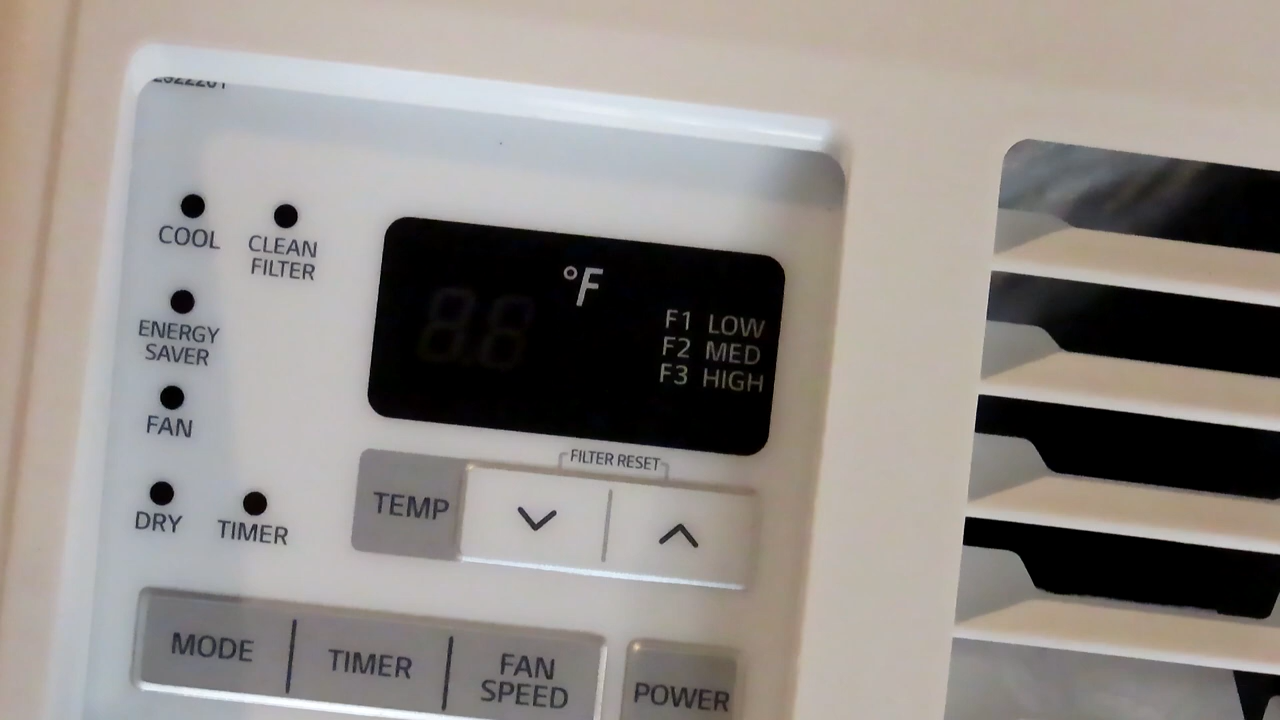 COOL
CLEAN
FILTER
ENERGY
SAVER
FAN
DRY
TIMER
°F
F1 LOW
F2 MED
F3 HIGH
FILTER RESET
TEMP
MODE
TIMER
FAN
SPEED
POWER